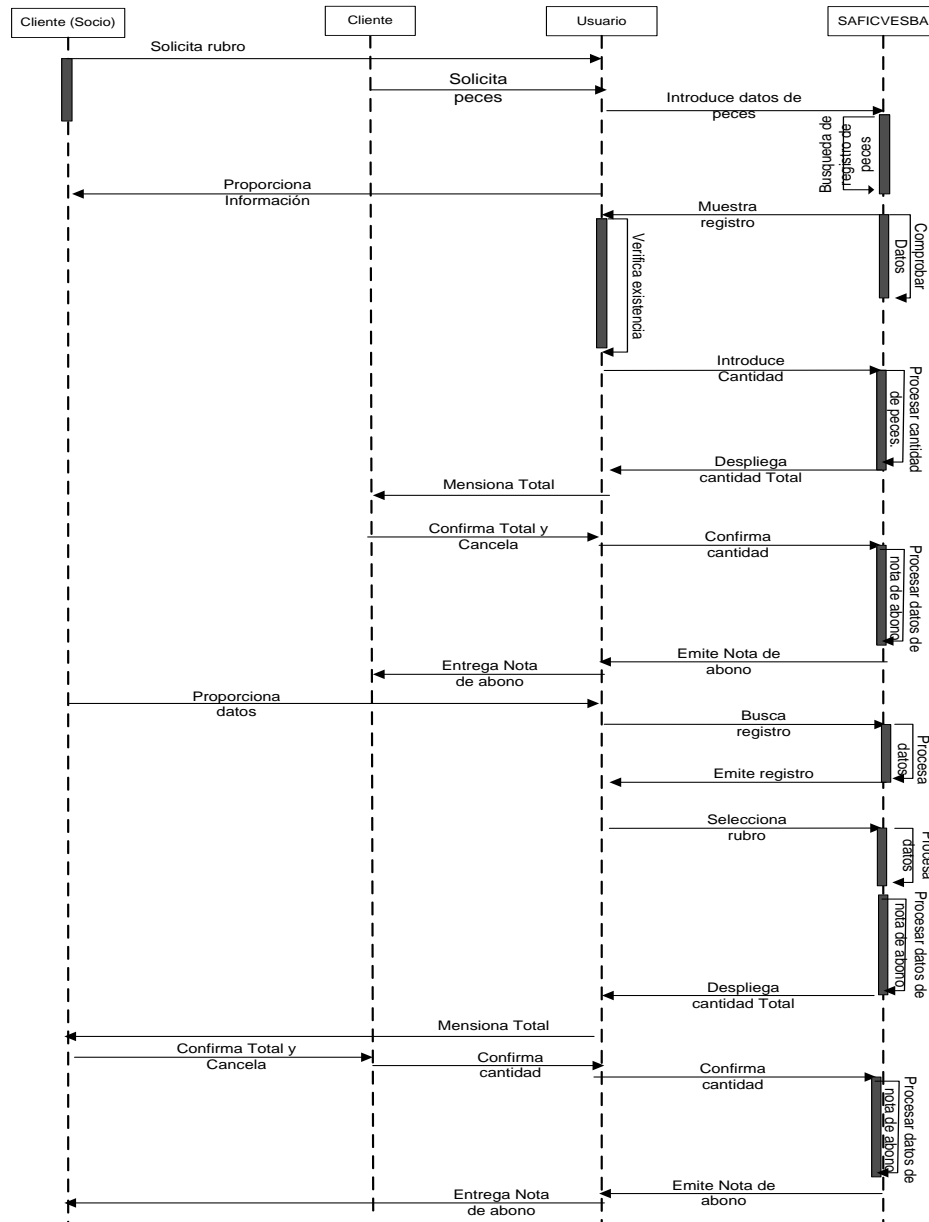 Cliente (Socio)
Cliente
Usuario
SAFICVESBA
Solicita rubro
Solicita
peces
Introduce datos de
peces
Busqueda de
registro de
peces
Proporciona
Información
Muestra
registro
Comprobar
Datos
Verifica existencia
Introduce
Cantidad
Procesar cantidad
de peces.
Despliega
cantidad Total
Mensiona Total
Confirma Total y
Cancela
Confirma
cantidad
Procesar datos de
nota de abono
Emite Nota de
abono
Entrega Nota
de abono
Proporciona
datos
Busca
registro
Procesa
datos
Emite registro
Selecciona
rubro
Procesa
datos
Procesar datos de
nota de abono
Despliega
cantidad Total
Mensiona Total
Confirma Total y
Cancela
Confirma
cantidad
Confirma
cantidad
Procesar datos de
nota de abono
Emite Nota de
abono
Entrega Nota
de abono